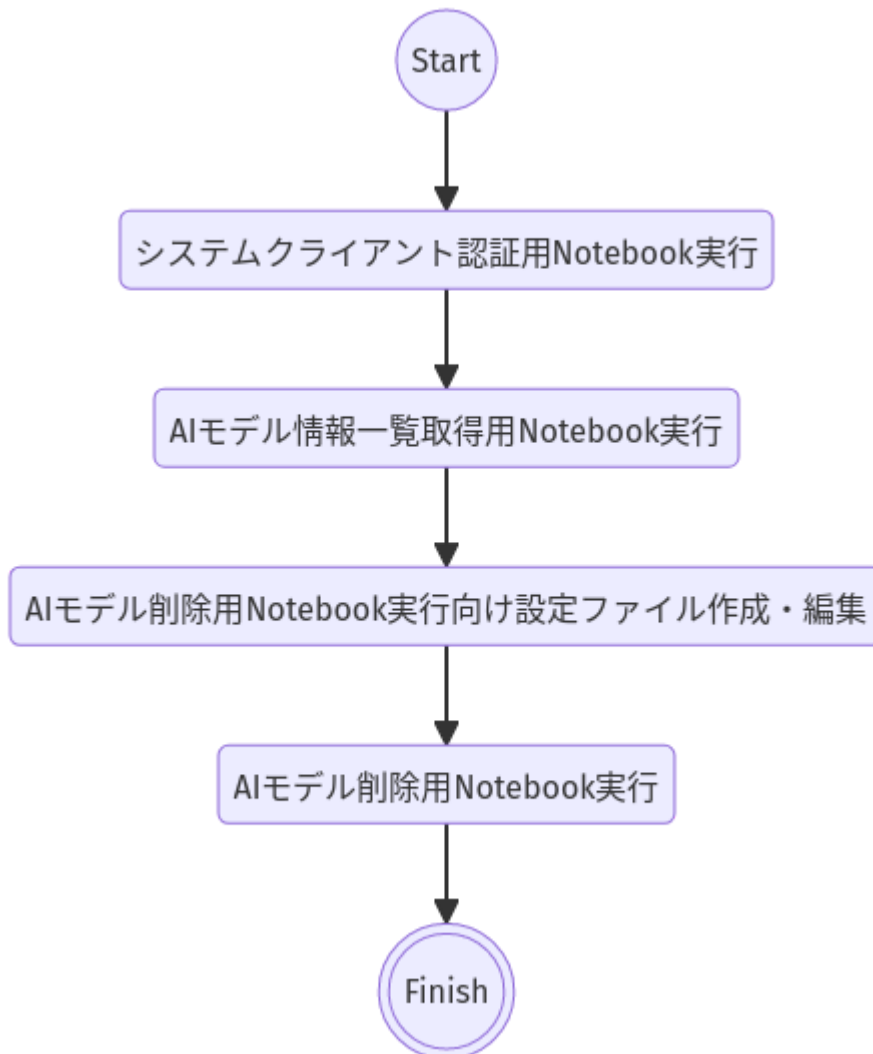 Start
システムクライアント認証用Notebook実行
AIモデル情報一覧取得用Notebook実行
AIモデル削除用Notebook実行向け設定ファイル作成・編集
AIモデル削除用Notebook実行
Finish